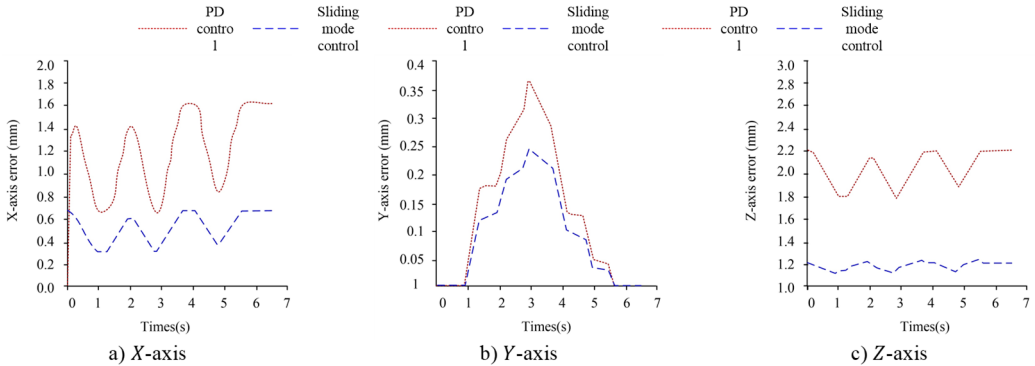 PD
contro
1
Sliding
mode
control
PD
contro
1
Sliding
mode
control
PD
contro
1
Sliding
mode
control
X-axis error (mm)
2.0
1.8
1.6
1.4
1.2
1.0
0.8
0.6
0.4
0.2
0.0
0 1 2 3 4 5 6 7
Times(s)
a) X-axis
Y-axis error (mm)
0.4
0.35
0.3
0.25
0.2
0.15
0.1
0.05
1
0 1 2 3 4 5 6 7
Times(s)
b) Y-axis
Z-axis error (mm)
3.0
2.8
2.6
2.4
2.2
2.0
1.8
1.6
1.4
1.2
1.0
0 1 2 3 4 5 6 7
Times(s)
c) Z-axis